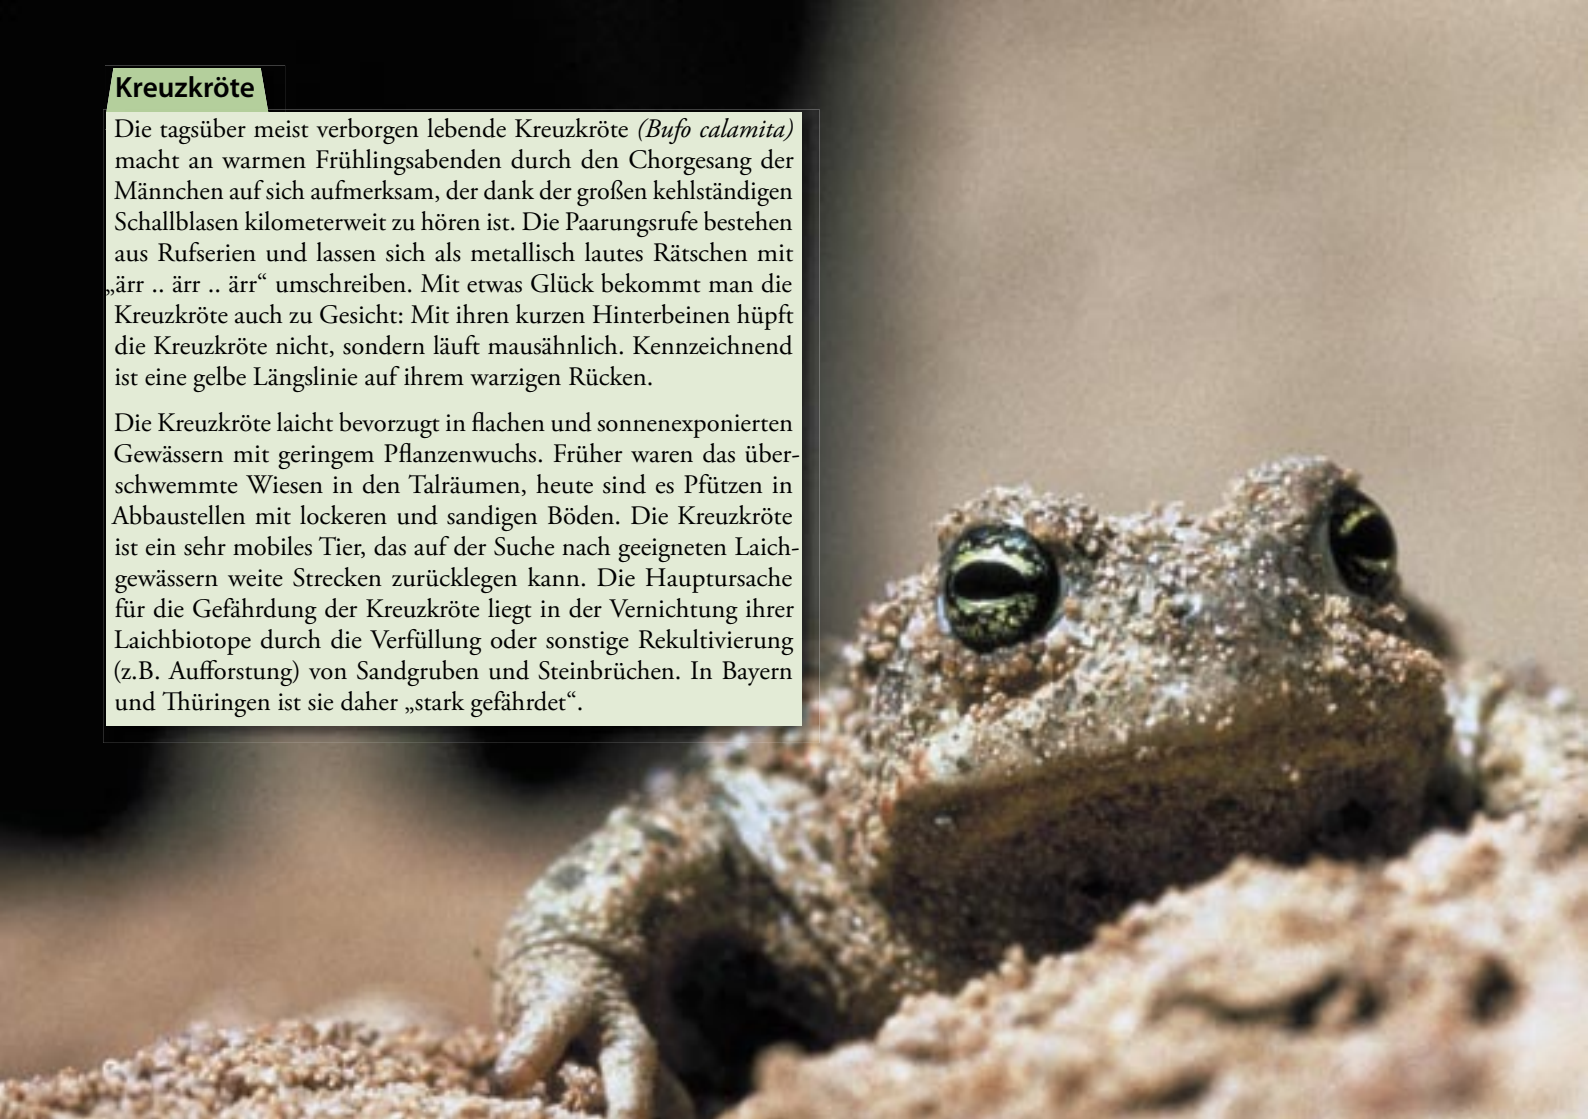 Kreuzkröte
Die tagsüber meist verborgen lebende Kreuzkröte (Bufo calamita)
macht an warmen Frühlingsabenden durch den Chorgesang der
Männchen auf sich aufmerksam, der dank der großen kehlständigen
Schallblasen kilometerweit zu hören ist. Die Paarungsrufe bestehen
aus Rufserien und lassen sich als metallisch lautes Rätschen mit
„ärr .. ärr .. ärr“ umschreiben. Mit etwas Glück bekommt man die
Kreuzkröte auch zu Gesicht: Mit ihren kurzen Hinterbeinen hüpft
die Kreuzkröte nicht, sondern läuft mausähnlich. Kennzeichnend
ist eine gelbe Längslinie auf ihrem warzigen Rücken.
Die Kreuzkröte laicht bevorzugt in flachen und sonnenexponierten
Gewässern mit geringem Pflanzenwuchs. Früher waren das über-
schwemmte Wiesen in den Talräumen, heute sind es Pfützen in
Abbaustellen mit lockeren und sandigen Böden. Die Kreuzkröte
ist ein sehr mobiles Tier, das auf der Suche nach geeigneten Laich-
gewässern weite Strecken zurücklegen kann. Die Hauptursache
für die Gefährdung der Kreuzkröte liegt in der Vernichtung ihrer
Laichbiotope durch die Verfüllung oder sonstige Rekultivierung
(z.B. Aufforstung) von Sandgruben und Steinbrüchen. In Bayern
und Thüringen ist sie daher „stark gefährdet“.